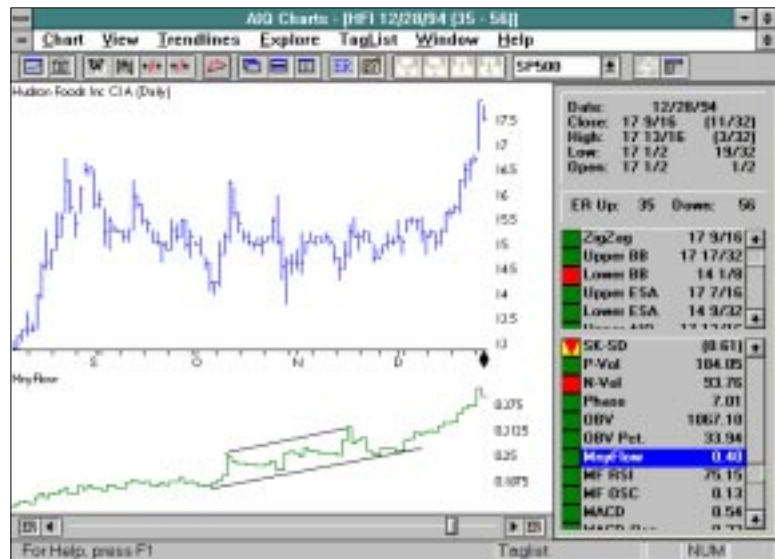 AIQ Charts - [HFI 12/28/94 (35 - 56)]
Chart View Trendlines Explore TagList Window Help
W ER SP500
Hudson Foods Inc Cl A (Daily)
17.5
17
16.5
16
15.5
15
14.5
14
13.5
13
S O N D
MnyFlow
0.375
0.3125
0.25
0.1875
Date: 12/28/94
Close: 17 9/16 (11/32)
High: 17 13/16 (3/32)
Low: 17 1/2 19/32
Open: 17 1/2 1/2
ER Up: 35 Down: 56
ZigZag 17 9/16
Upper BB 17 17/32
Lower BB 14 1/8
Upper ESA 17 7/16
Lower ESA 14 9/32
SK-SD (0.61)
P-Vol 104.05
N-Vol 93.76
Phase 7.01
OBV 1067.10
OBV Pct. 33.94
MnyFlow 0.40
MF RSI 75.15
MF OSC 0.13
MACD 0.54
For Help, press F1 Taglist NUM